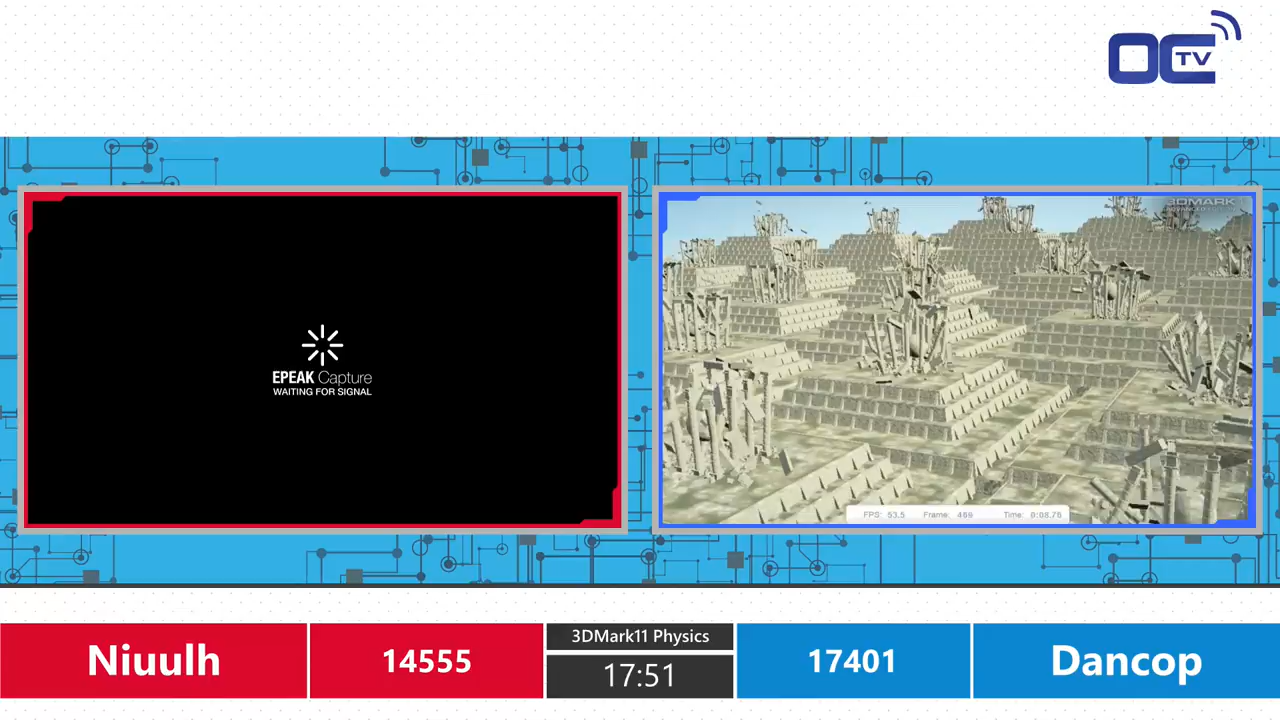 OC
TV
3DMARK
EPEAK Capture
WAITING FOR SIGNAL
FPS: 53.5 Frame: 469 Time: 0:08.76
Niuulh
14555
3DMark11 Physics
17:51
17401
Dancop